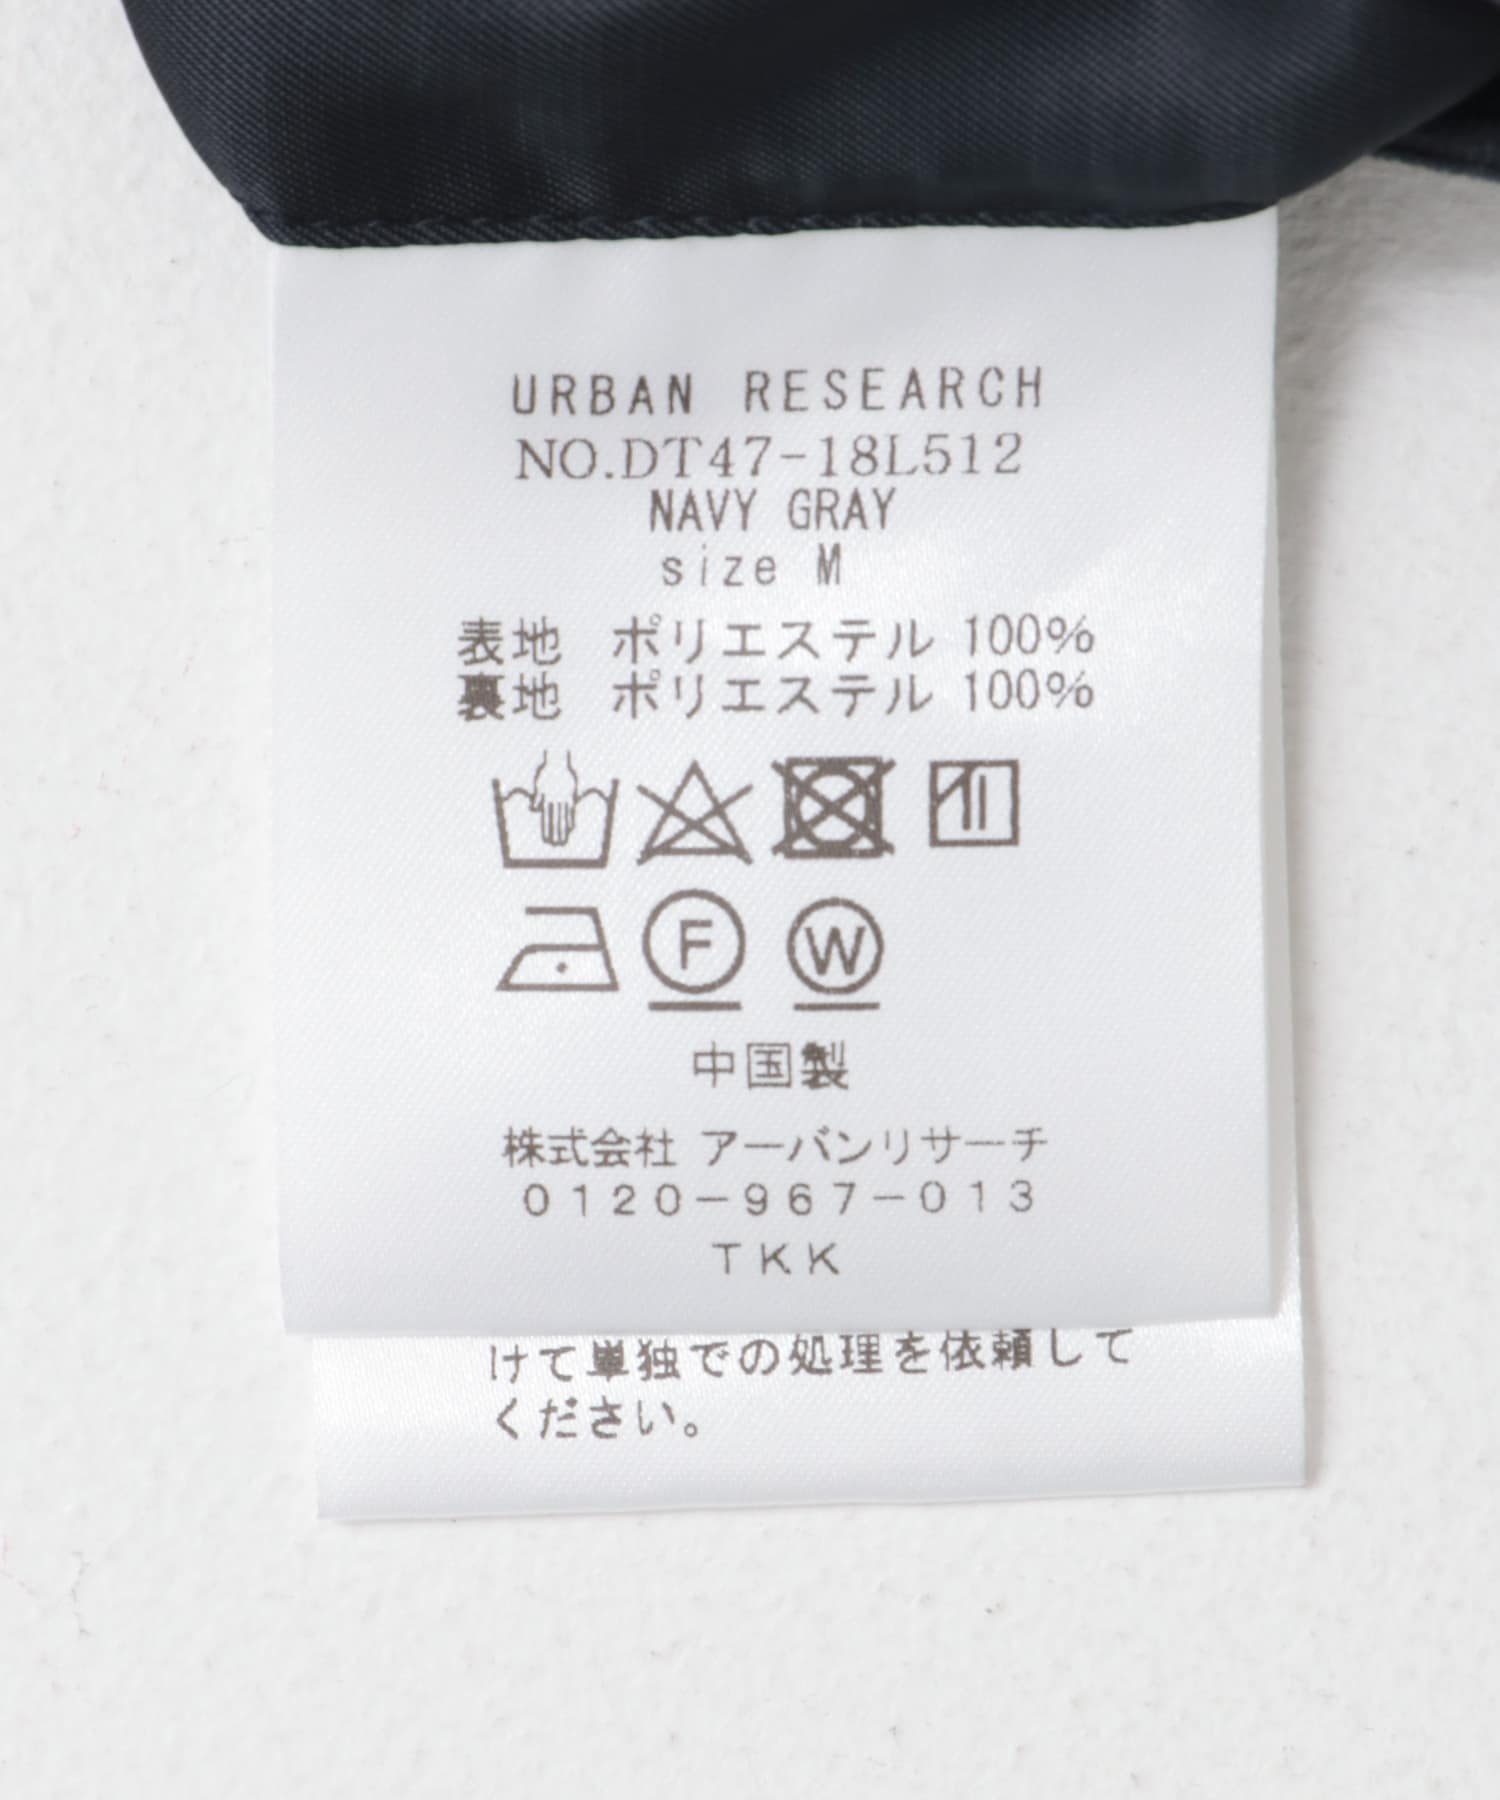 URBAN RESEARCH
NO.DT47-18L512
NAVY GRAY
size M
表地 ポリエステル 100%
裏地 ポリエステル 100%
F W
中国製
株式会社 アーバンリサーチ
0120-967-013
TKK
けて単独での処理を依頼して
ください。